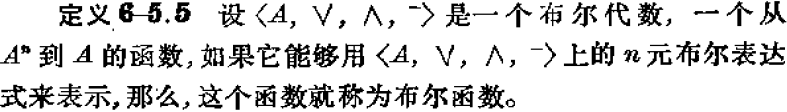 定义 6-5.5 设〈A, ∨, ∧, ⁻〉是一个布尔代数, 一个从
Aⁿ 到 A 的函数, 如果它能够用〈A, ∨, ∧, ⁻〉上的 n 元布尔表达
式来表示, 那么, 这个函数就称为布尔函数。